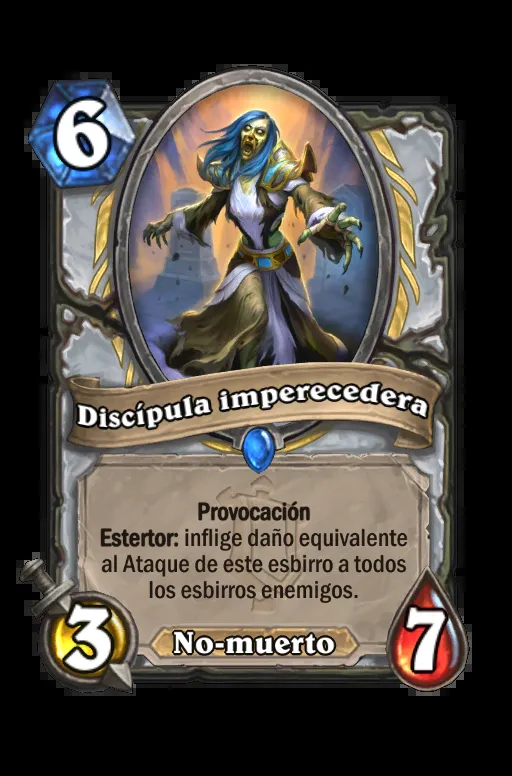 6
Discípula imperecedera
Provocación
Estertor: inflige daño equivalente
al Ataque de este esbirro a todos
los esbirros enemigos.
3
No-muerto
7